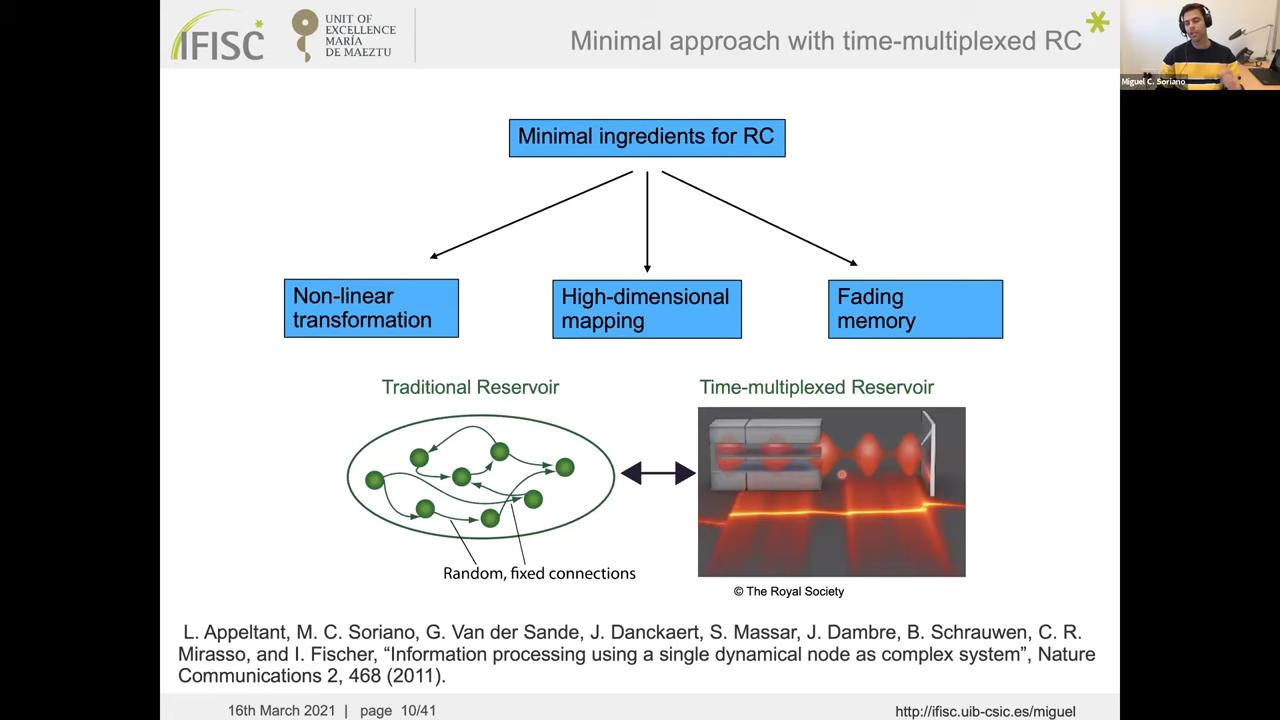 IFISC
UNIT OF
EXCELLENCE
MARÍA
DE MAEZTU
Minimal approach with time-multiplexed RC
Miguel C. Soriano
Minimal ingredients for RC
Non-linear
transformation
High-dimensional
mapping
Fading
memory
Traditional Reservoir
Time-multiplexed Reservoir
Random, fixed connections
© The Royal Society
L. Appeltant, M. C. Soriano, G. Van der Sande, J. Danckaert, S. Massar, J. Dambre, B. Schrauwen, C. R.
Mirasso, and I. Fischer, “Information processing using a single dynamical node as complex system”, Nature
Communications 2, 468 (2011).
16th March 2021 | page 10/41
http://ifisc.uib-csic.es/miguel